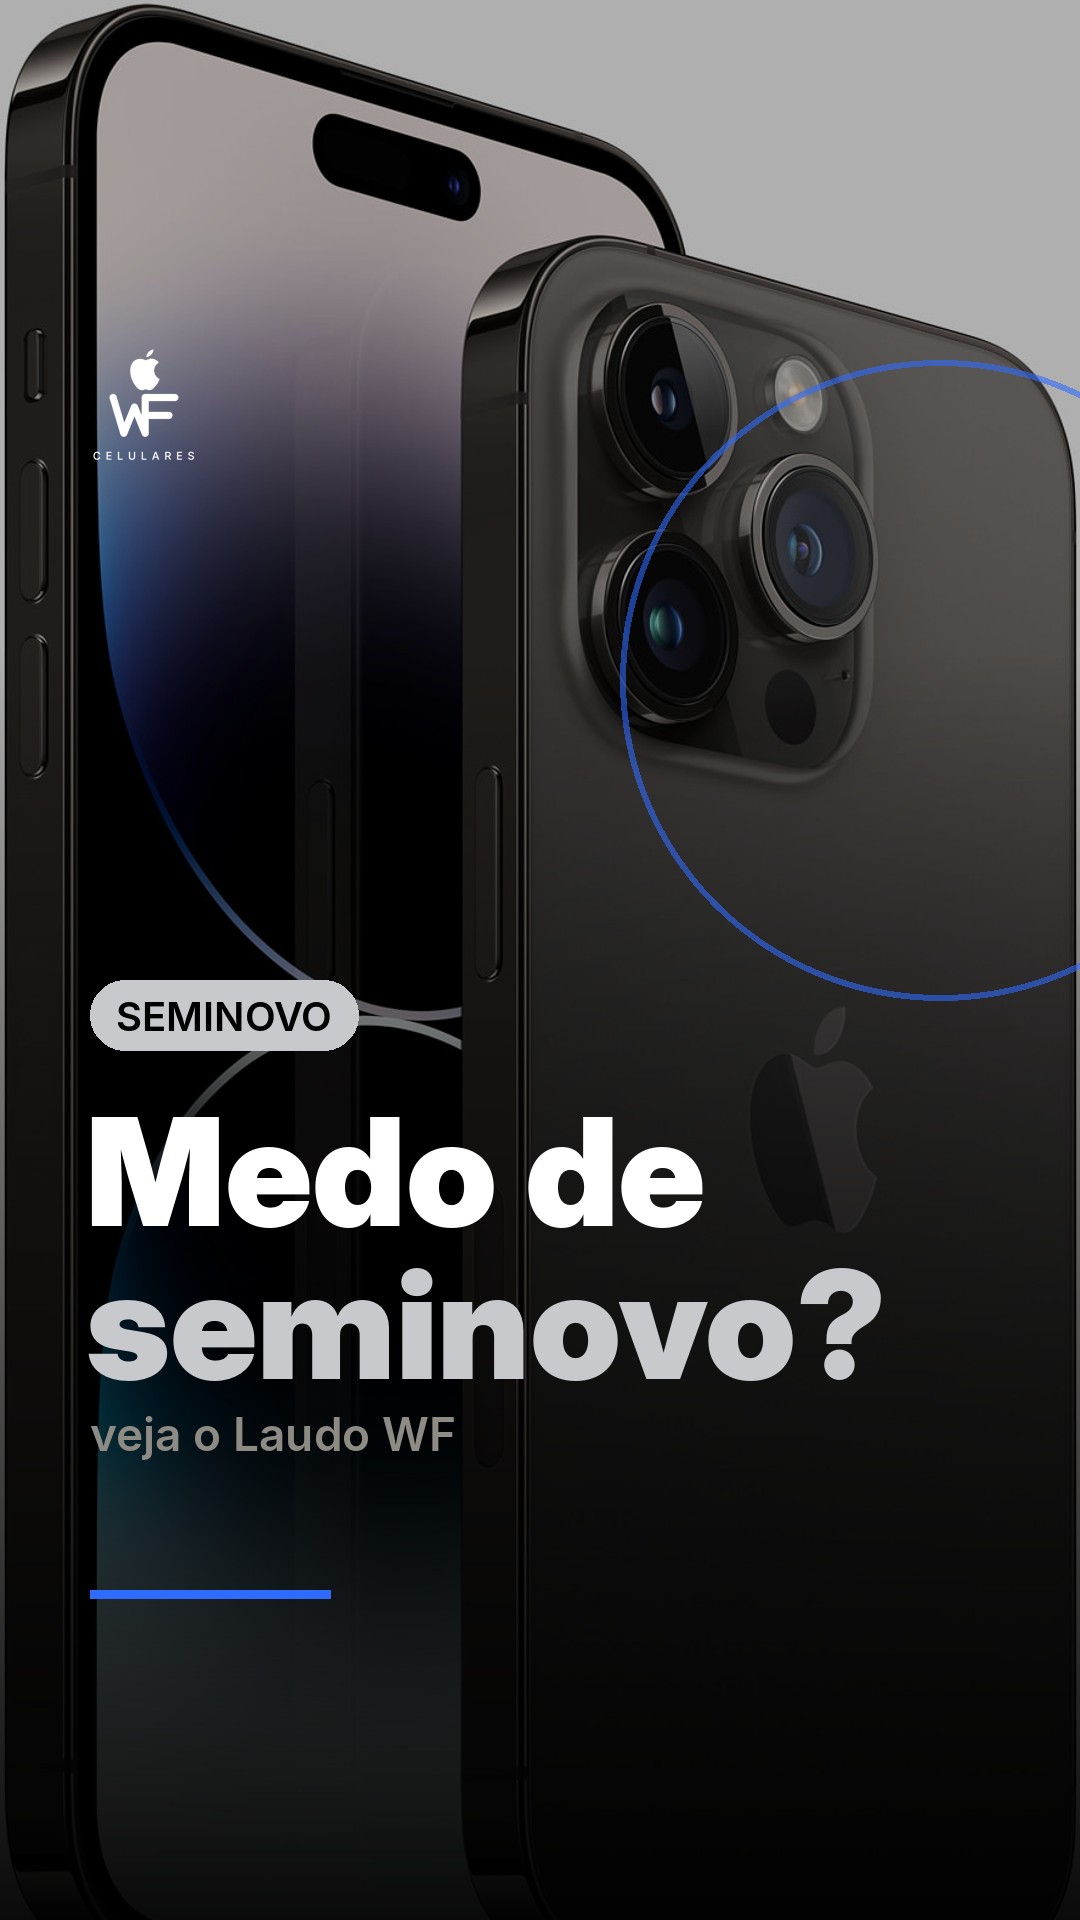 WF
CELULARES
SEMINOVO
Medo de
seminovo?
veja o Laudo WF